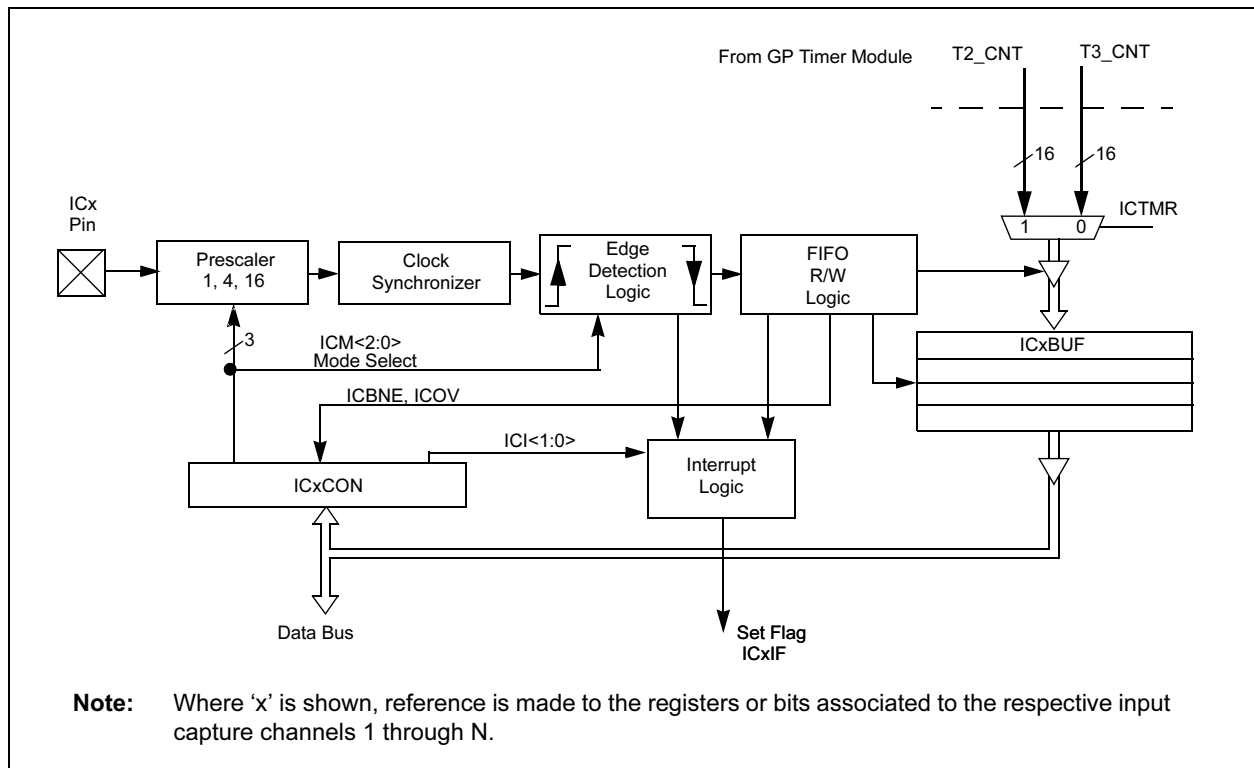 From GP Timer Module
T2_CNT
T3_CNT
16
16
ICx
Pin
1
0
ICTMR
Prescaler
1, 4, 16
Clock
Synchronizer
Edge
Detection
Logic
FIFO
R/W
Logic
3
ICM<2:0>
Mode Select
ICxBUF
ICBNE, ICOV
ICI<1:0>
Interrupt
Logic
ICxCON
Data Bus
Set Flag
ICxIF
Note: Where ‘x’ is shown, reference is made to the registers or bits associated to the respective input
capture channels 1 through N.